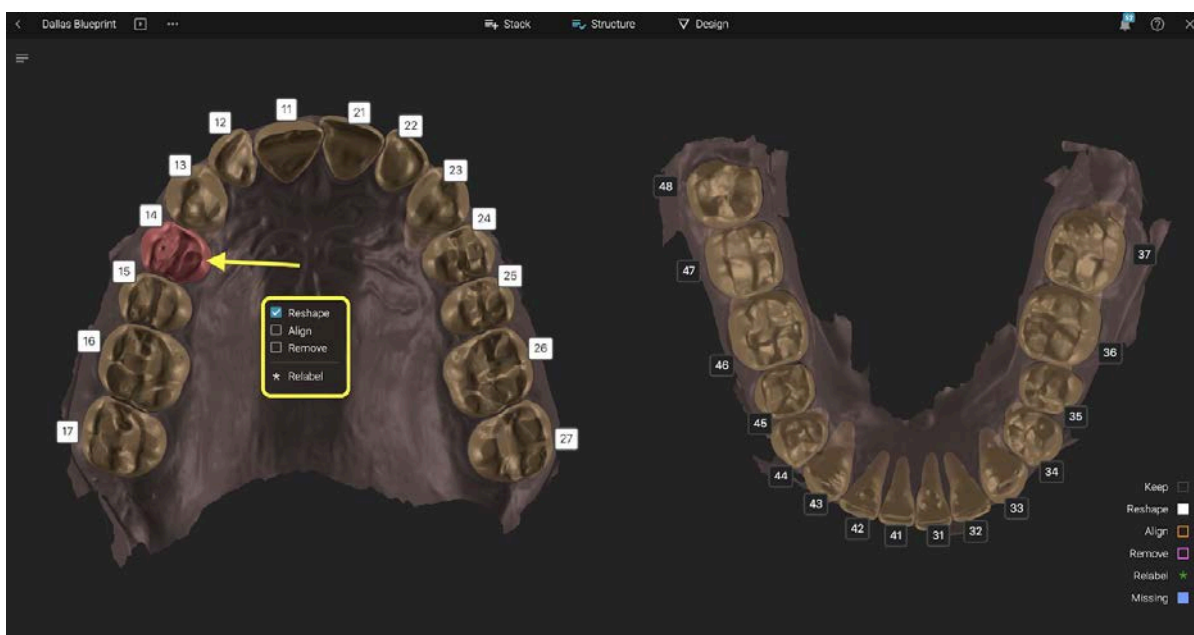 Dallas Blueprint
Stack
Structure
Design
11
21
12
22
13
23
14
24
15
25
16
26
17
27
Reshape
Align
Remove
Relabel
48
47
37
46
36
45
35
44
34
43
33
42
41
31
32
Keep
Reshape
Align
Remove
Relabel
Missing